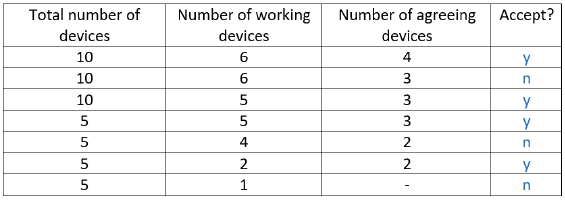 Total number of devices Number of working devices Number of agreeing devices Accept?
10 6 4 y
10 6 3 n
10 5 3 y
5 5 3 y
5 4 2 n
5 2 2 y
5 1 - n